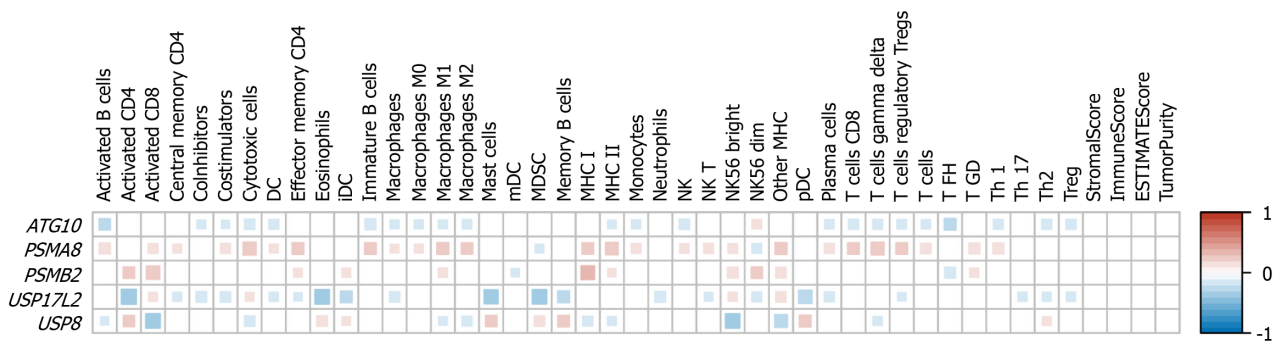 Activated B cells
Activated CD4
Activated CD8
Central memory CD4
CoInhibitors
Costimulators
Cytotoxic cells
DC
Effector memory CD4
Eosinophils
iDC
Immature B cells
Macrophages
Macrophages M0
Macrophages M1
Macrophages M2
Mast cells
mDC
MDSC
Memory B cells
MHC I
MHC II
Monocytes
Neutrophils
NK
NK T
NK56 bright
NK56 dim
Other MHC
pDC
Plasma cells
T cells CD8
T cells gamma delta
T cells regulatory Tregs
T cells
T FH
T GD
Th 1
Th 17
Th2
Treg
StromalScore
ImmuneScore
ESTIMATEScore
TumorPurity
ATG10
PSMA8
PSMB2
USP17L2
USP8
1
0
-1